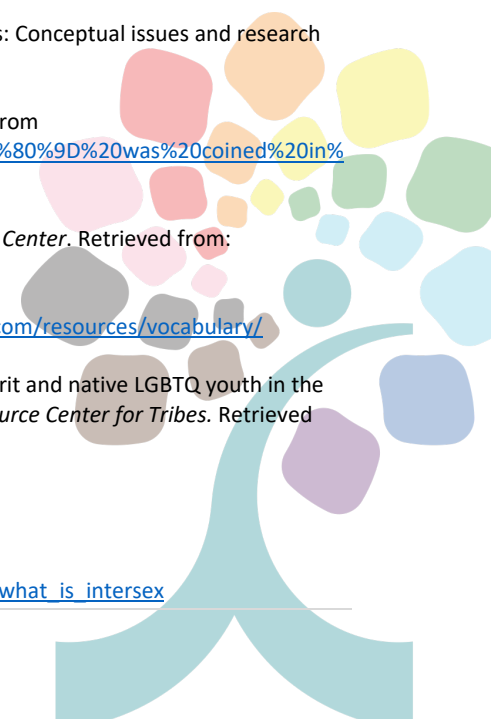 s: Conceptual issues and research
rom
%80%9D%20was%20coined%20in%
Center. Retrieved from:
com/resources/vocabulary/
rit and native LGBTQ youth in the
urce Center for Tribes. Retrieved
what_is_intersex